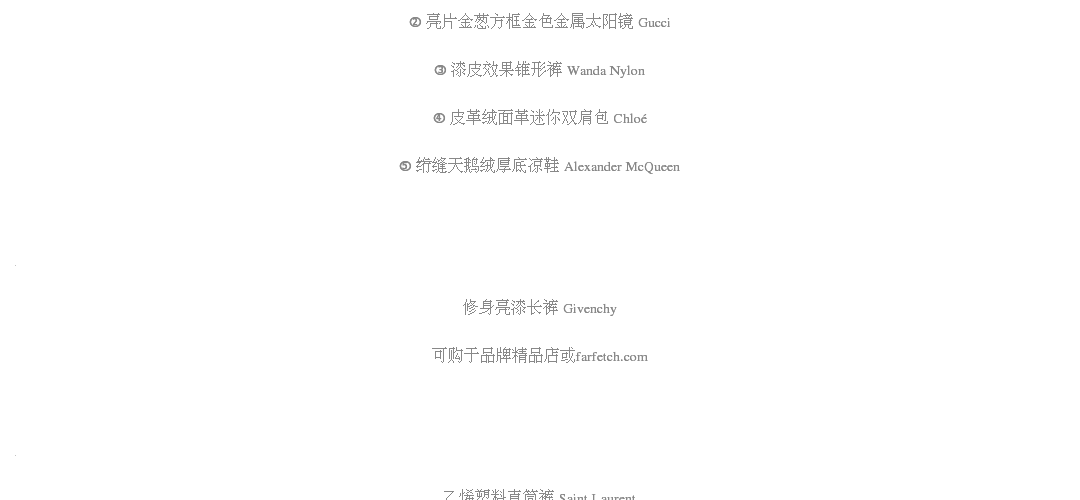 ② 亮片金葱方框金色金属太阳镜 Gucci
③ 漆皮效果锥形裤 Wanda Nylon
④ 皮革绒面革迷你双肩包 Chloé
⑤ 绗缝天鹅绒厚底凉鞋 Alexander McQueen
修身亮漆长裤 Givenchy
可购于品牌精品店或farfetch.com
乙烯塑料直筒裤 Saint Laurent